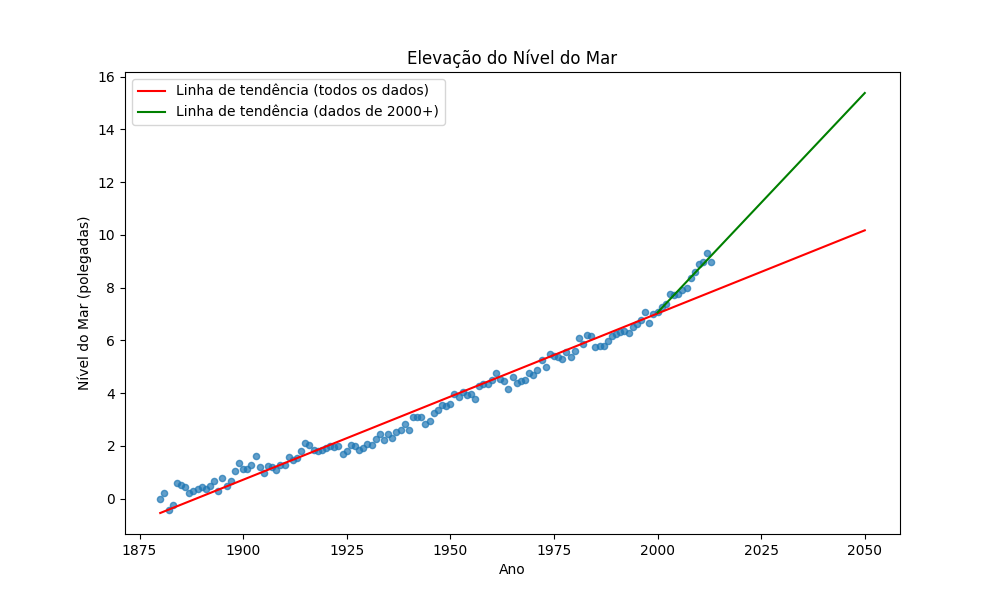 Elevação do Nível do Mar
Linha de tendência (todos os dados)
Linha de tendência (dados de 2000+)
Nível do Mar (polegadas)
16
14
12
10
8
6
4
2
0
1875 1900 1925 1950 1975 2000 2025 2050
Ano